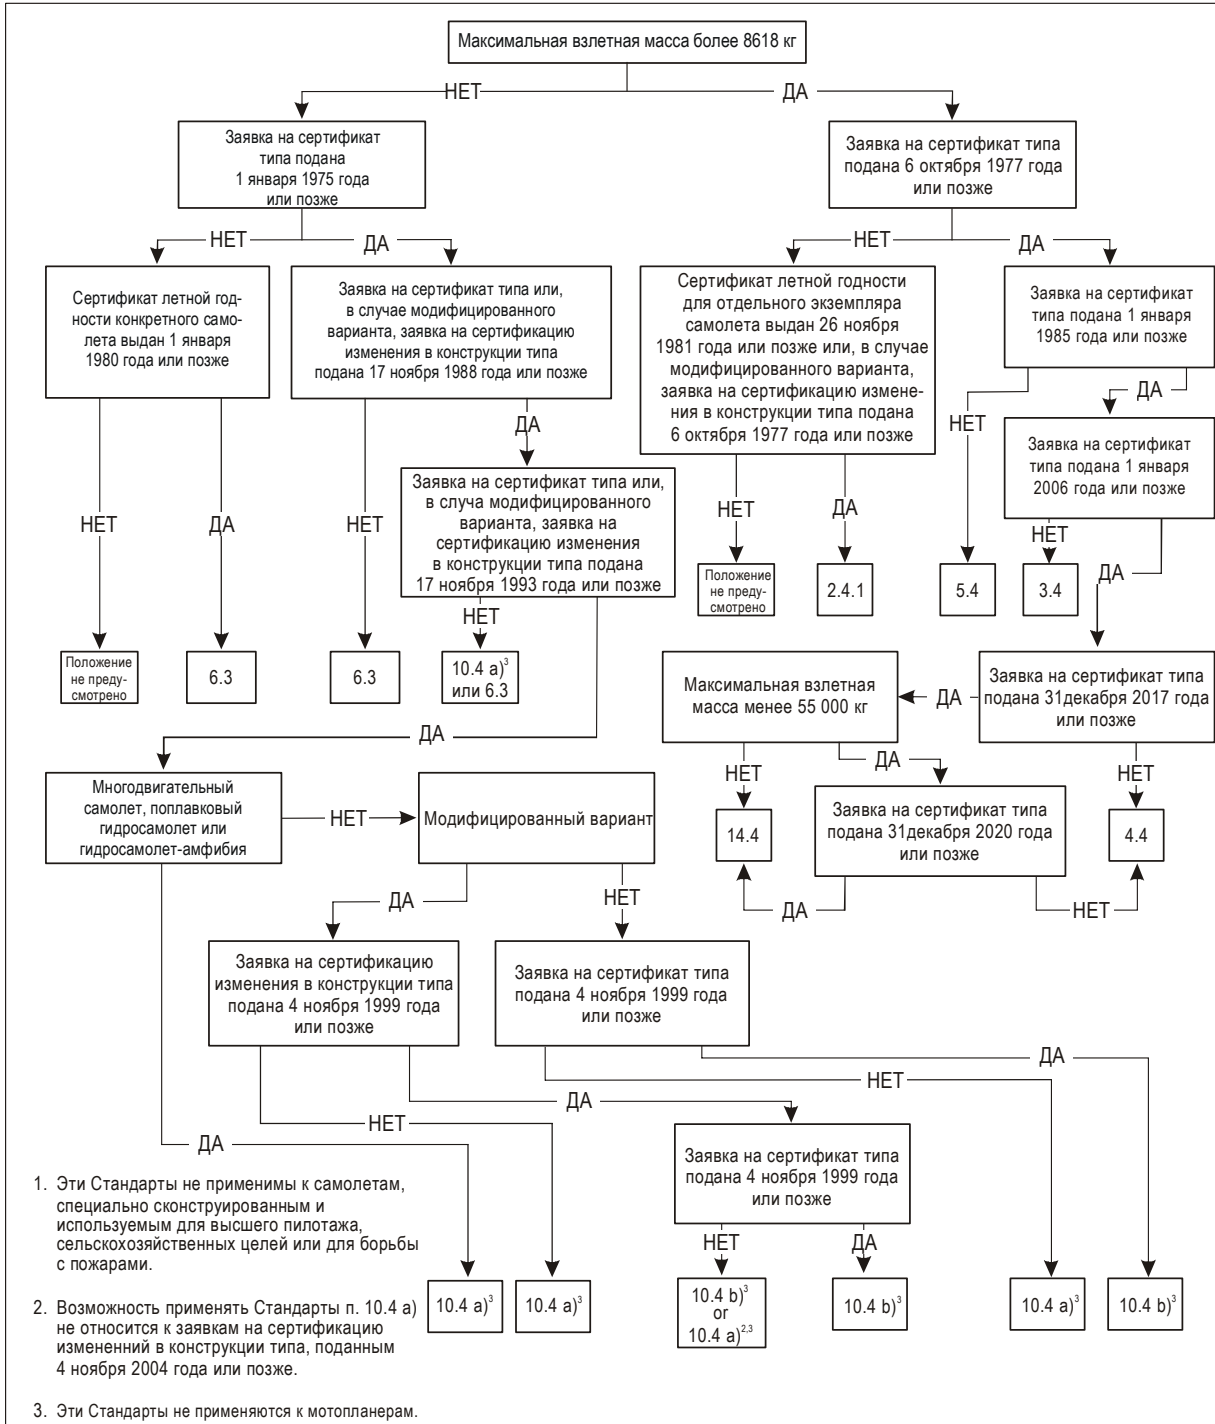 Максимальная взлетная масса более 8618 кг
НЕТ
ДА
Заявка на сертификат
типа подана
1 января 1975 года
или позже
Заявка на сертификат типа
подана 6 октября 1977 года
или позже
НЕТ
ДА
НЕТ
ДА
Сертификат летной год-
ности конкретного само-
лета выдан 1 января
1980 года или позже
Заявка на сертификат типа или,
в случае модифицированного
варианта, заявка на сертификацию
изменения в конструкции типа
подана 17 ноября 1988 года или позже
Сертификат летной годности
для отдельного экземпляра
самолета выдан 26 ноября
1981 года или позже или, в случае
модифицированного варианта,
заявка на сертификацию измене-
ния в конструкции типа подана
6 октября 1977 года или позже
Заявка на сертификат
типа подана 1 января
1985 года или позже
ДА
НЕТ
ДА
Заявка на сертификат
типа подана 1 января
2006 года или позже
Заявка на сертификат типа или,
в случа модифицированного
варианта, заявка на
сертификацию изменения
в конструкции типа подана
17 ноября 1993 года или позже
НЕТ
ДА
НЕТ
НЕТ
ДА
НЕТ
ДА
НЕТ
Положение
не преду-
смотрено
2.4.1
5.4
3.4
Положение
не преду-
смотрено
6.3
6.3
10.4 a)³
или 6.3
Максимальная взлетная
масса менее 55 000 кг
ДА
Заявка на сертификат типа
подана 31декабря 2017 года
или позже
ДА
НЕТ
ДА
НЕТ
Многодвигательный
самолет, поплавковый
гидросамолет или
гидросамолет-амфибия
НЕТ
Модифицированный вариант
14.4
Заявка на сертификат типа
подана 31декабря 2020 года
или позже
4.4
ДА
НЕТ
ДА
НЕТ
Заявка на сертификацию
изменения в конструкции типа
подана 4 ноября 1999 года
или позже
Заявка на сертификат типа
подана 4 ноября 1999 года
или позже
ДА
НЕТ
ДА
НЕТ
ДА
Заявка на сертификат типа
подана 4 ноября 1999 года
или позже
НЕТ
ДА
1. Эти Стандарты не применимы к самолетам,
специально сконструированным и
используемым для высшего пилотажа,
сельскохозяйственных целей или для борьбы
с пожарами.
10.4 a)³
10.4 a)³
10.4 b)³
or
10.4 a)²,³
10.4 b)³
10.4 a)³
10.4 b)³
2. Возможность применять Стандарты п. 10.4 a)
не относится к заявкам на сертификацию
измененний в конструкции типа, поданным
4 ноября 2004 года или позже.
3. Эти Стандарты не применяются к мотопланерам.